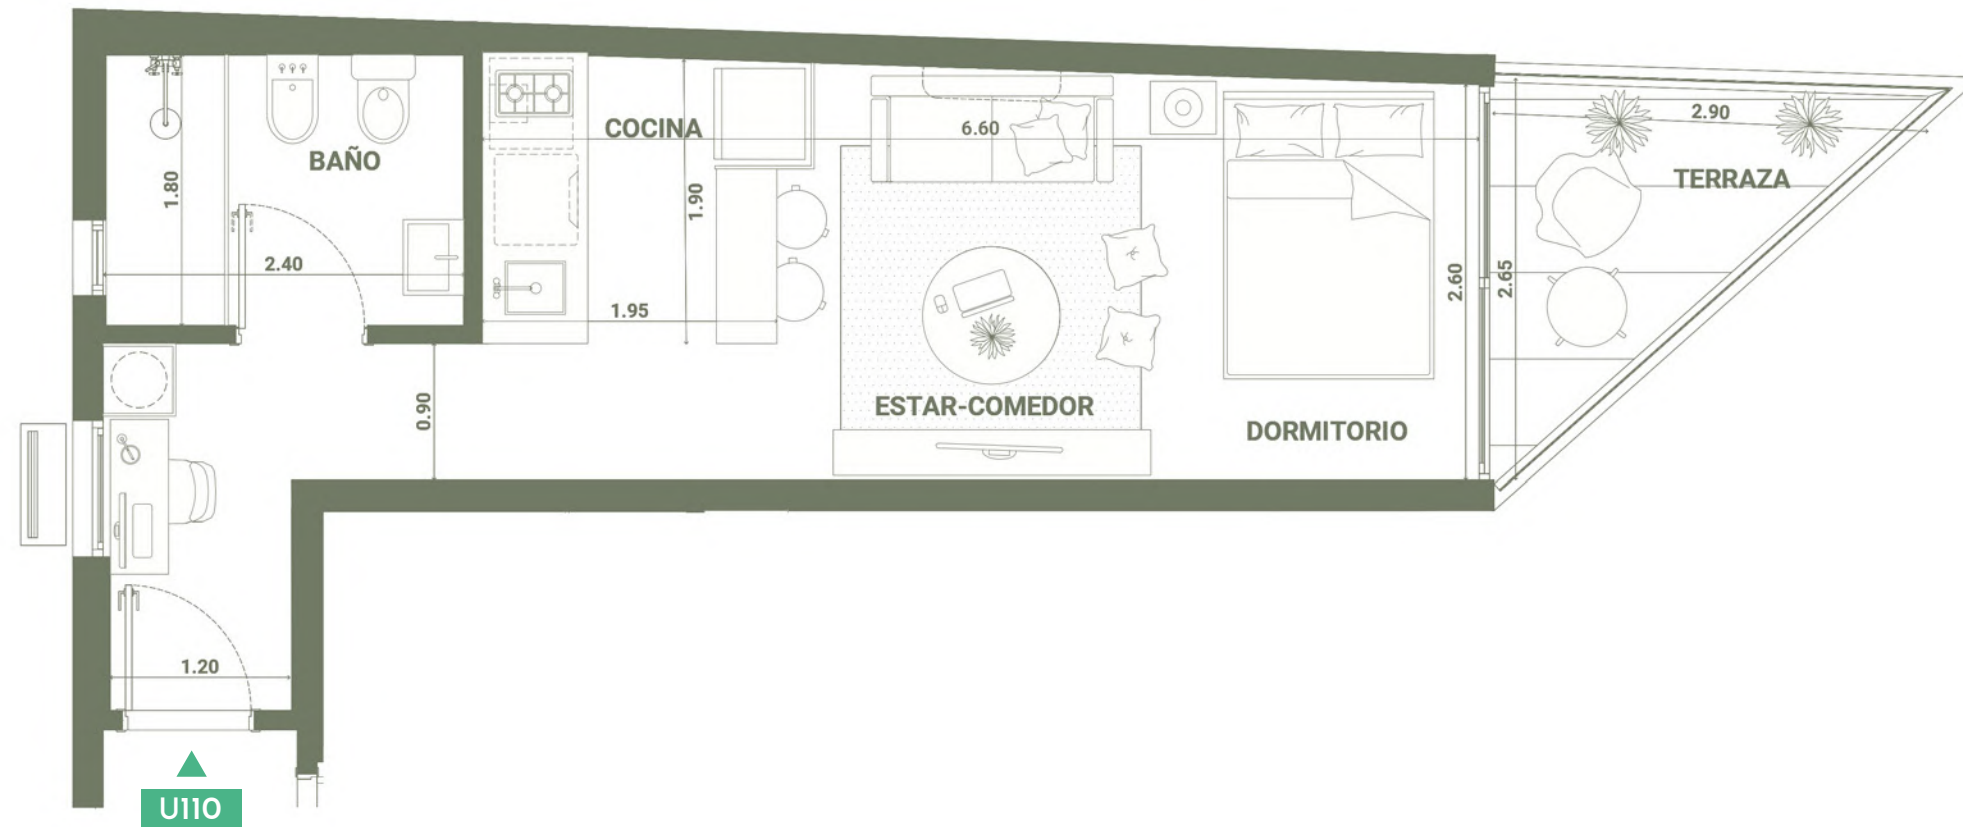 2.90
COCINA
6.60
BAÑO
TERRAZA
1.80
1.90
2.40
2.60
2.65
1.95
0.90
ESTAR-COMEDOR
DORMITORIO
1.20
U110